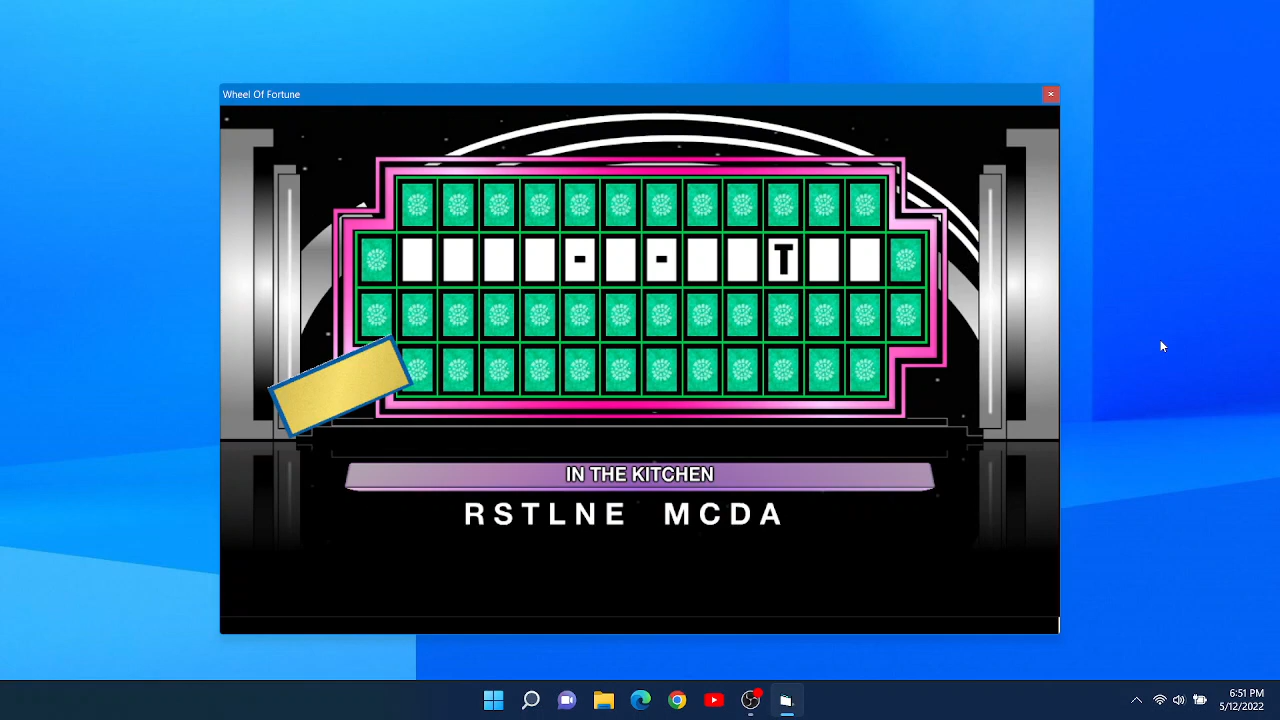 Wheel Of Fortune
- - T
IN THE KITCHEN
RSTLNE MCDA
6:51 PM
5/12/2022